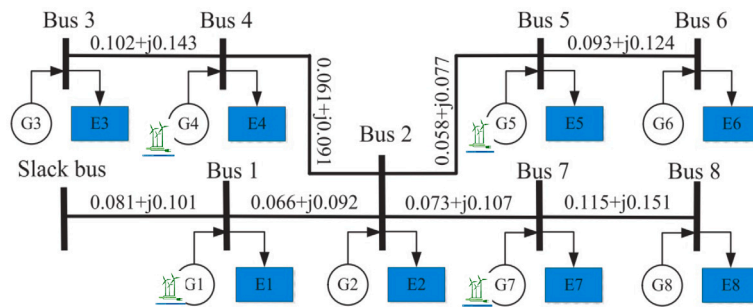 Bus 3
Bus 4
Bus 5
Bus 6
0.102+j0.143
0.093+j0.124
0.061+j0.091
0.058+j0.077
G3
E3
G4
E4
G5
E5
G6
E6
Bus 2
Slack bus
Bus 1
Bus 7
Bus 8
0.081+j0.101
0.066+j0.092
0.073+j0.107
0.115+j0.151
G1
E1
G2
E2
G7
E7
G8
E8